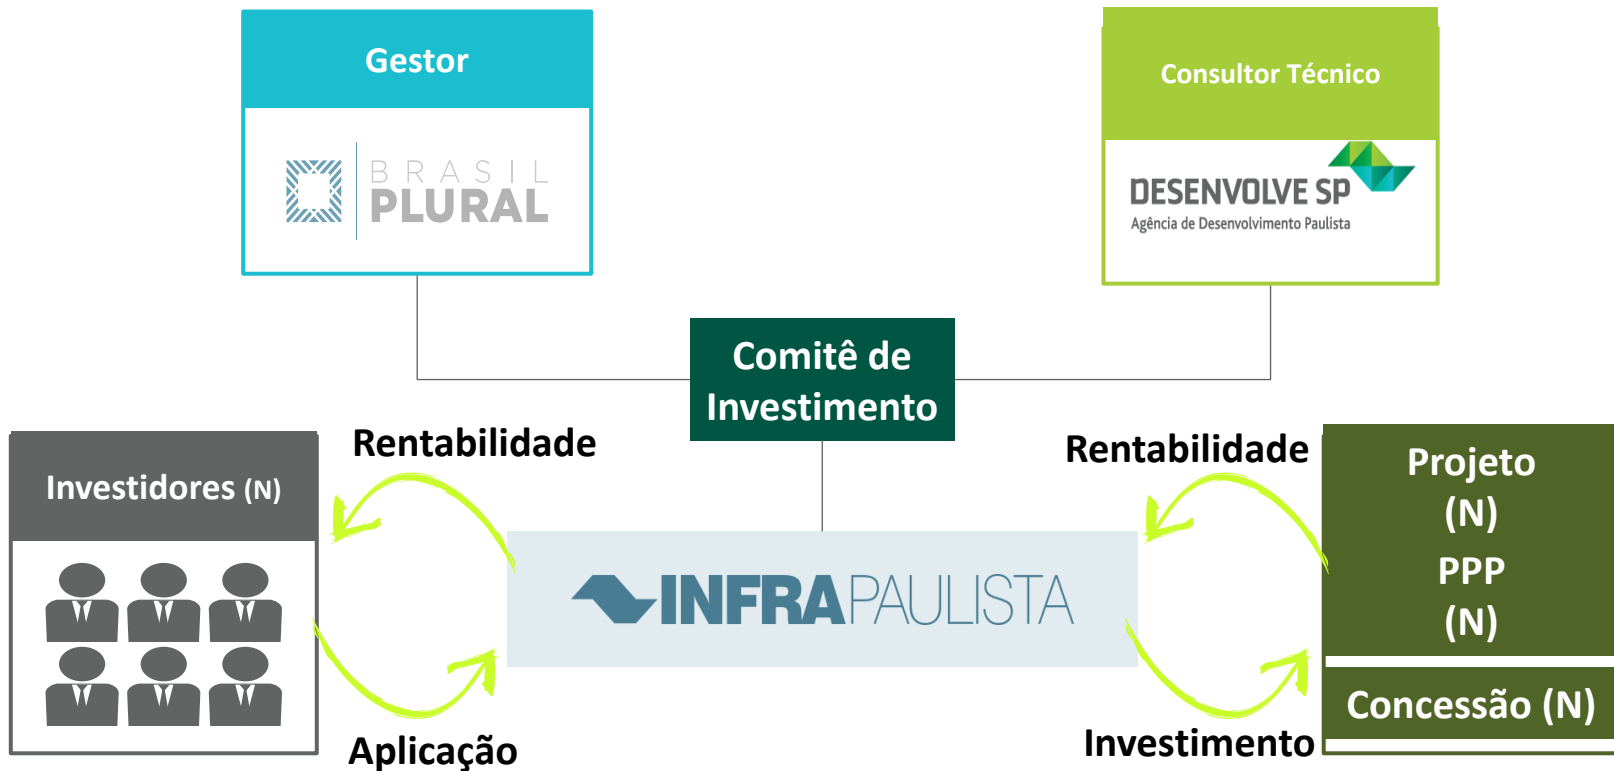 Gestor
BRASIL
PLURAL
Consultor Técnico
DESENVOLVE SP
Agência de Desenvolvimento Paulista
Comitê de
Investimento
Investidores (N)
Rentabilidade
Aplicação
INFRAPAULISTA
Rentabilidade
Investimento
Projeto
(N)
PPP
(N)
Concessão (N)